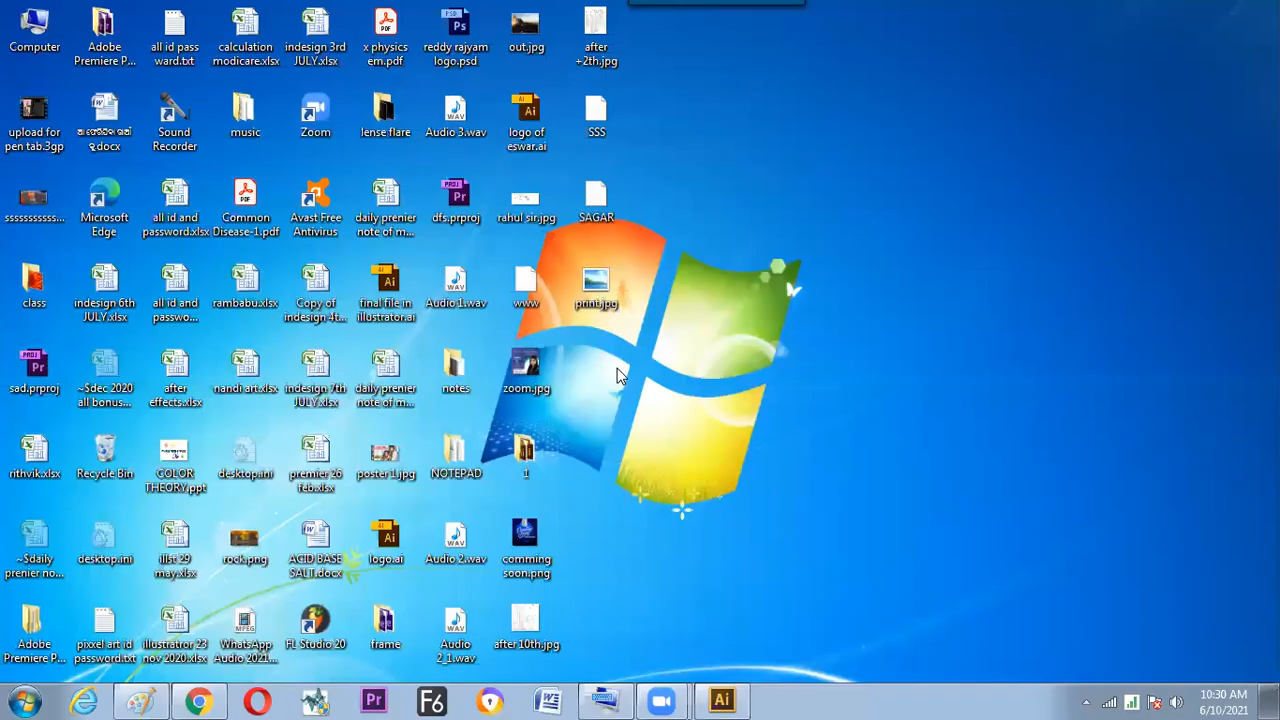 Computer
Adobe
Premiere P...
all id pass
ward.txt
calculation
modicare.xlsx
indesign 3rd
JULY.xlsx
x physics
em.pdf
reddy rajyam
logo.psd
out.jpg
after
+2th.jpg
upload for
pen tab.3gp
Sound
Recorder
music
Zoom
lense flare
Audio 3.wav
logo of
eswar.ai
SSS
ssssssssss...
Microsoft
Edge
all id and
password.xlsx
Common
Disease-1.pdf
Avast Free
Antivirus
daily prenier
note of m...
dfs.prproj
rahul sir.jpg
SAGAR
class
indesign 6th
JULY.xlsx
all id and
passwo...
rambabu.xlsx
Copy of
indesign 4t...
final file in
illustrator.ai
Audio 1.wav
www
print.jpg
sad.prproj
~$dec 2020
all bonus...
after
effects.xlsx
nandi art.xlsx
indesign 7th
JULY.xlsx
daily prenier
note of m...
notes
zoom.jpg
rithvik.xlsx
Recycle Bin
COLOR
THEORY.ppt
desktop.ini
premier 26
feb.xlsx
poster1.jpg
NOTEPAD
1
~$daily
prenier no...
desktop.ini
illst 29
may.xlsx
rock.png
ACID BASE
SALT.docx
logo.ai
Audio 2.wav
comming
soon.png
Adobe
Premiere P...
pixxel art id
password.txt
illustratror 23
nov 2020.xlsx
WhatsApp
Audio 2021...
FL Studio 20
frame
Audio
2_1.wav
after 10th.jpg
10:30 AM
6/10/2021